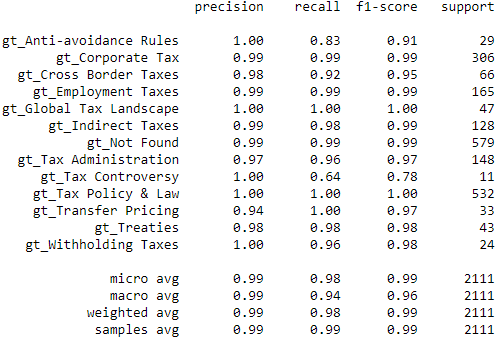 precision recall f1-score support
gt_Anti-avoidance Rules 1.00 0.83 0.91 29
gt_Corporate Tax 0.99 0.99 0.99 306
gt_Cross Border Taxes 0.98 0.92 0.95 66
gt_Employment Taxes 0.99 0.99 0.99 165
gt_Global Tax Landscape 1.00 1.00 1.00 47
gt_Indirect Taxes 0.99 0.98 0.99 128
gt_Not Found 0.99 0.99 0.99 579
gt_Tax Administration 0.97 0.96 0.97 148
gt_Tax Controversy 1.00 0.64 0.78 11
gt_Tax Policy & Law 1.00 1.00 1.00 532
gt_Transfer Pricing 0.94 1.00 0.97 33
gt_Treaties 0.98 0.98 0.98 43
gt_Withholding Taxes 1.00 0.96 0.98 24
micro avg 0.99 0.98 0.99 2111
macro avg 0.99 0.94 0.96 2111
weighted avg 0.99 0.98 0.99 2111
samples avg 0.99 0.99 0.99 2111